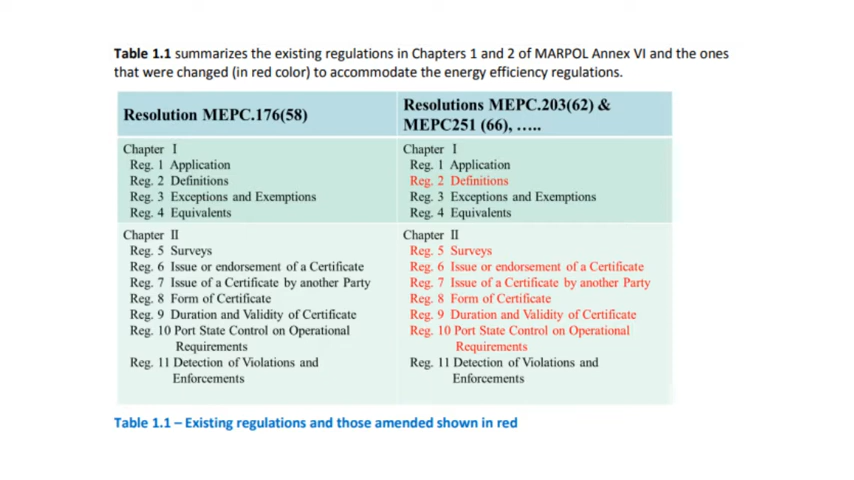 Table 1.1 summarizes the existing regulations in Chapters 1 and 2 of MARPOL Annex VI and the ones
that were changed (in red color) to accommodate the energy efficiency regulations.
Resolution MEPC.176(58)
Resolutions MEPC.203(62) &
MEPC251 (66), …..
Chapter I
Reg. 1 Application
Reg. 2 Definitions
Reg. 3 Exceptions and Exemptions
Reg. 4 Equivalents
Chapter I
Reg. 1 Application
Reg. 2 Definitions
Reg. 3 Exceptions and Exemptions
Reg. 4 Equivalents
Chapter II
Reg. 5 Surveys
Reg. 6 Issue or endorsement of a Certificate
Reg. 7 Issue of a Certificate by another Party
Reg. 8 Form of Certificate
Reg. 9 Duration and Validity of Certificate
Reg. 10 Port State Control on Operational
Requirements
Reg. 11 Detection of Violations and
Enforcements
Chapter II
Reg. 5 Surveys
Reg. 6 Issue or endorsement of a Certificate
Reg. 7 Issue of a Certificate by another Party
Reg. 8 Form of Certificate
Reg. 9 Duration and Validity of Certificate
Reg. 10 Port State Control on Operational
Requirements
Reg. 11 Detection of Violations and
Enforcements
Table 1.1 – Existing regulations and those amended shown in red